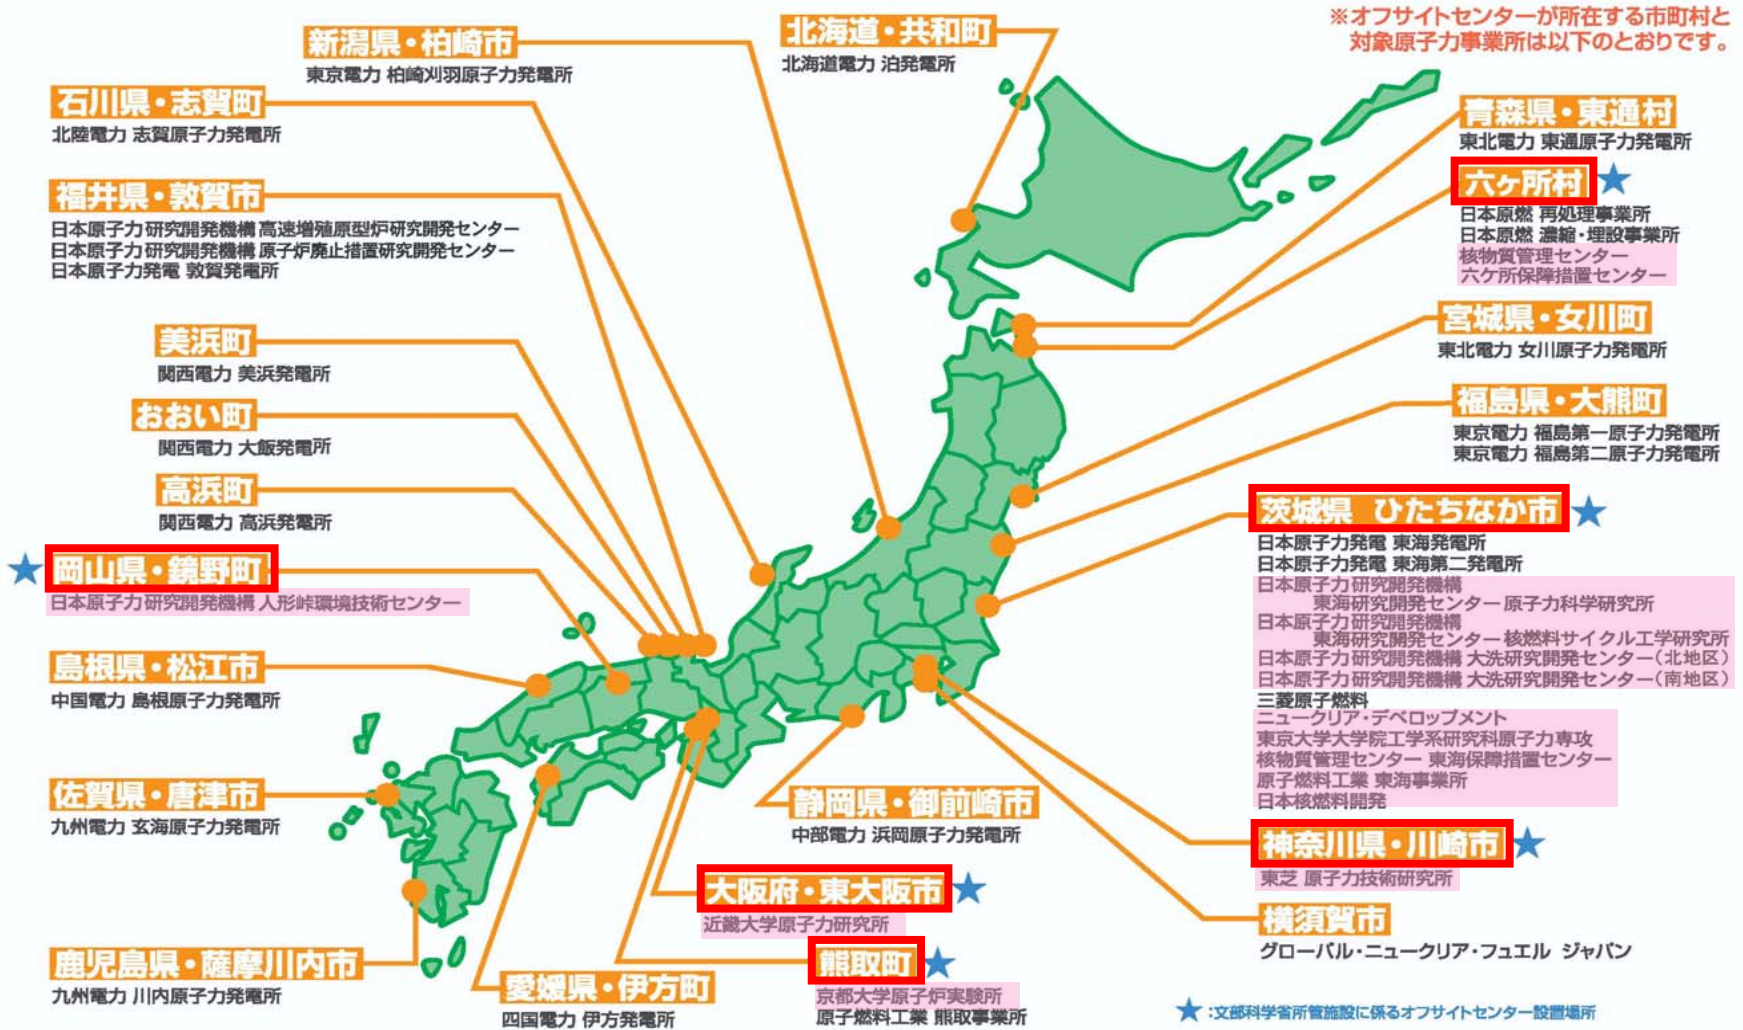 ※オフサイトセンターが所在する市町村と
対象原子力事業所は以下のとおりです。
北海道・共和町
北海道電力 泊発電所
新潟県・柏崎市
東京電力 柏崎刈羽原子力発電所
石川県・志賀町
北陸電力 志賀原子力発電所
福井県・敦賀市
日本原子力研究開発機構 高速増殖原型炉研究開発センター
日本原子力研究開発機構 原子炉廃止措置研究開発センター
日本原子力発電 敦賀発電所
美浜町
関西電力 美浜発電所
おおい町
関西電力 大飯発電所
高浜町
関西電力 高浜発電所
★岡山県・鏡野町
日本原子力研究開発機構 人形峠環境技術センター
島根県・松江市
中国電力 島根原子力発電所
佐賀県・唐津市
九州電力 玄海原子力発電所
鹿児島県・薩摩川内市
九州電力 川内原子力発電所
愛媛県・伊方町
四国電力 伊方発電所
青森県・東通村
東北電力 東通原子力発電所
六ヶ所村★
日本原燃 再処理事業所
日本原燃 濃縮・埋設事業所
核物質管理センター
六ケ所保障措置センター
宮城県・女川町
東北電力 女川原子力発電所
福島県・大熊町
東京電力 福島第一原子力発電所
東京電力 福島第二原子力発電所
茨城県 ひたちなか市★
日本原子力発電 東海発電所
日本原子力発電 東海第二発電所
日本原子力研究開発機構
東海研究開発センター 原子力科学研究所
日本原子力研究開発機構
東海研究開発センター 核燃料サイクル工学研究所
日本原子力研究開発機構 大洗研究開発センター(北地区)
日本原子力研究開発機構 大洗研究開発センター(南地区)
三菱原子燃料
ニュークリア・デベロップメント
東京大学大学院工学系研究科原子力専攻
核物質管理センター 東海保障措置センター
原子燃料工業 東海事業所
日本核燃料開発
神奈川県・川崎市★
東芝 原子力技術研究所
横須賀市
グローバル・ニュークリア・フュエル ジャパン
静岡県・御前崎市
中部電力 浜岡原子力発電所
大阪府・東大阪市★
近畿大学原子力研究所
熊取町★
京都大学原子炉実験所
原子燃料工業 熊取事業所
★:文部科学省所管施設に係るオフサイトセンター設置場所